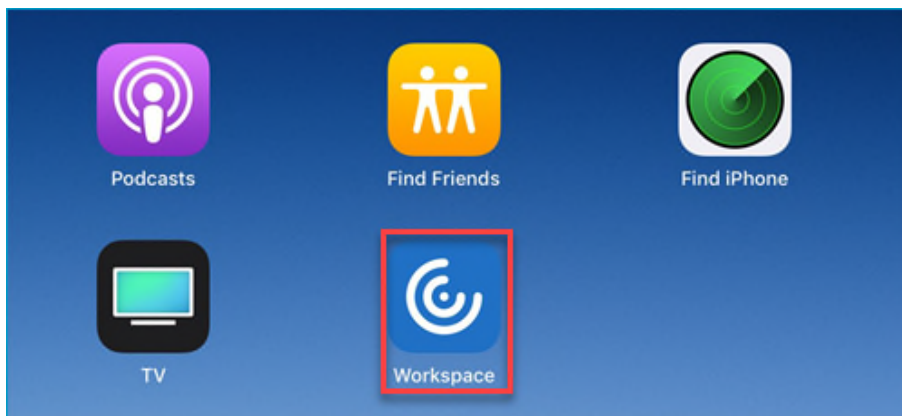 Podcasts
Find Friends
Find iPhone
TV
Workspace